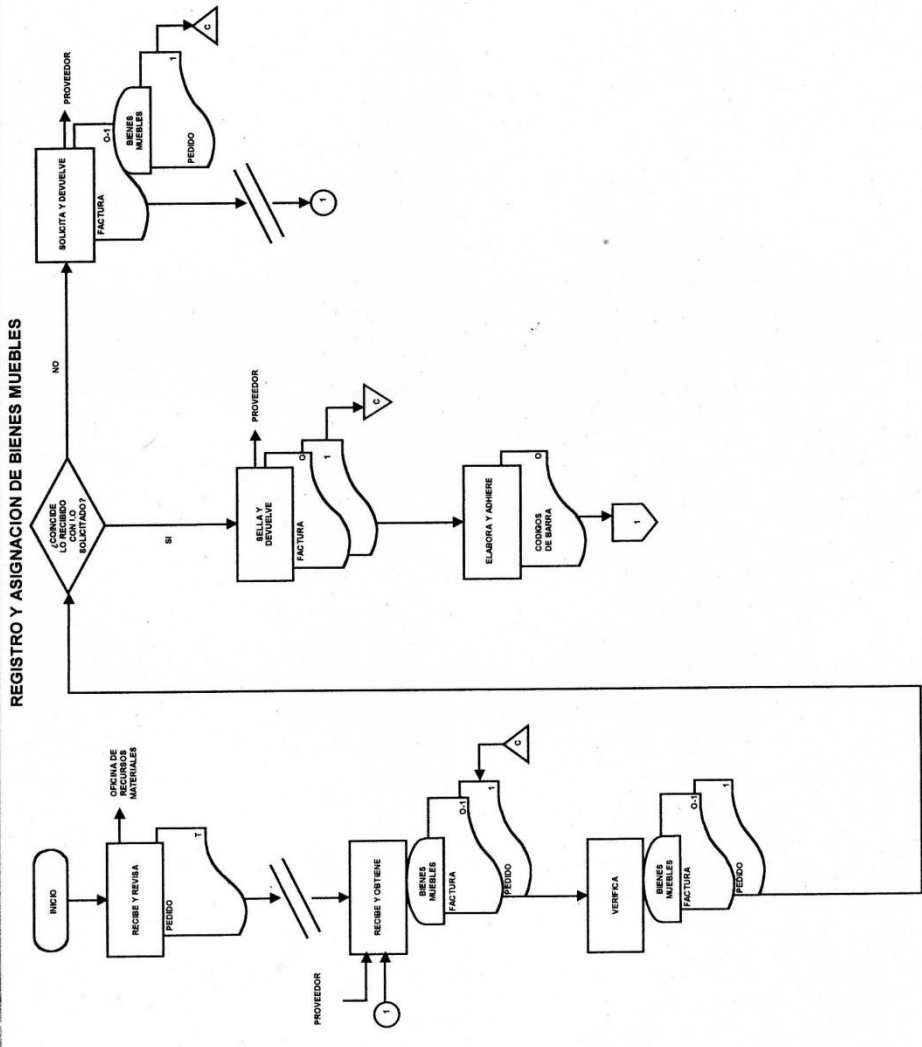 REGISTRO Y ASIGNACION DE BIENES MUEBLES
INICIO
RECIBE Y REVISA
OFICINA DE
RECURSOS
MATERIALES
PEDIDO
T
PROVEEDOR
1
RECIBE Y OBTIENE
BIENES
MUEBLES
FACTURA
O-1
PEDIDO
1
C
VERIFICA
BIENES
MUEBLES
FACTURA
O-1
PEDIDO
1
¿COINCIDE
LO RECIBIDO
CON LO
SOLICITADO?
SI
NO
SELLA Y
DEVUELVE
PROVEEDOR
FACTURA
O
1
C
ELABORA Y ADHIERE
CODIGOS
DE BARRA
O
1
SOLICITA Y DEVUELVE
PROVEEDOR
FACTURA
O-1
BIENES
MUEBLES
PEDIDO
1
C
1